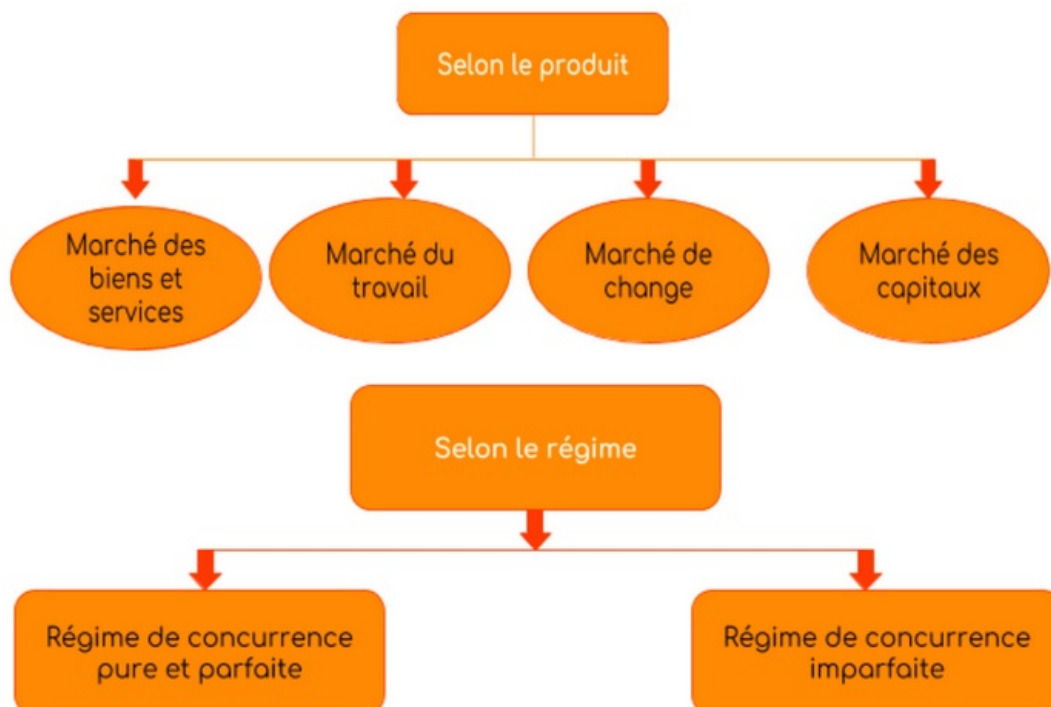 Selon le produit
Marché des
biens et
services
Marché du
travail
Marché de
change
Marché des
capitaux
Selon le régime
Régime de concurrence
pure et parfaite
Régime de concurrence
imparfaite